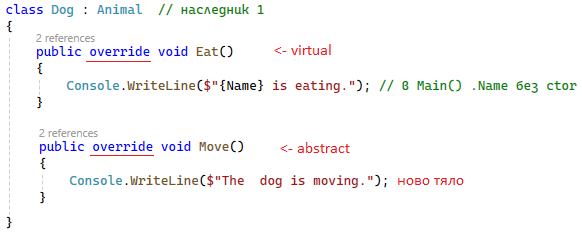 class Dog : Animal // наследник 1
{
2 references
public override void Eat() <- virtual
{
Console.WriteLine($"{Name} is eating."); // в Main() .Name без ctor
}
2 references
public override void Move() <- abstract
{
Console.WriteLine($"The  dog is moving."); ново тяло
}
}